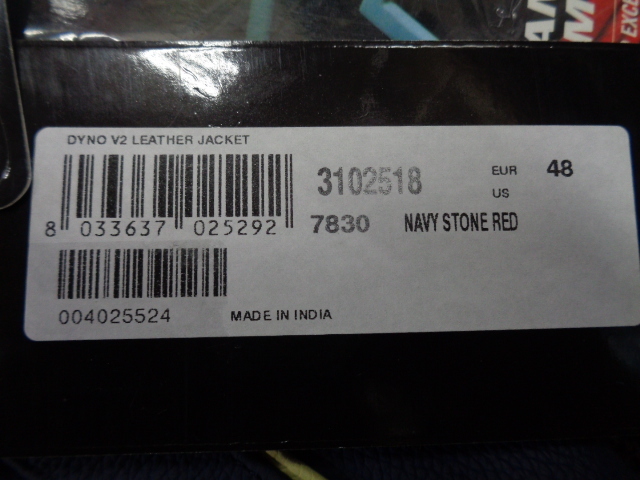 DYNO V2 LEATHER JACKET
3102518
EUR 48
US
8 033637 025292
7830 NAVY STONE RED
004025524
MADE IN INDIA